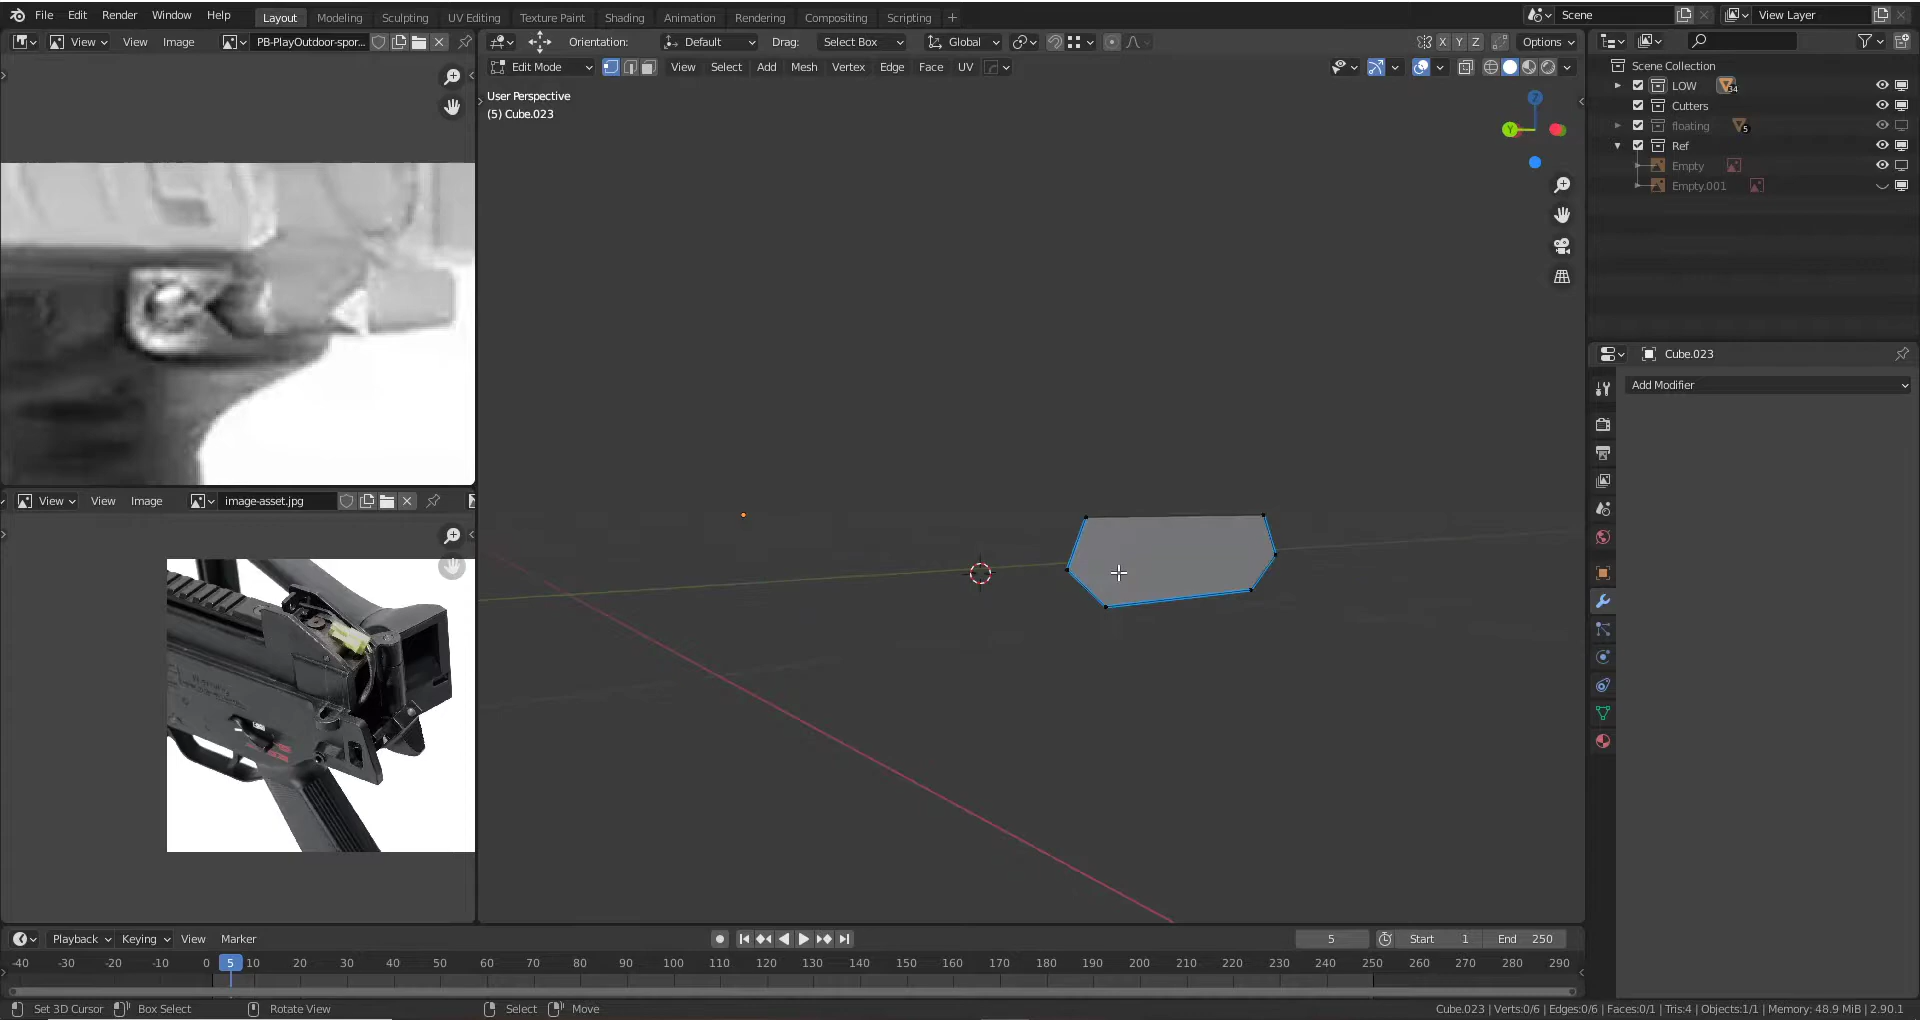 File Edit Render Window Help Layout Modeling Sculpting UV Editing Texture Paint Shading Animation Rendering Compositing Scripting + Scene View Layer
View View Image PB-PlayOutdoor-spor... Orientation: Default Drag: Select Box Global X Y Z Options
Edit Mode View Select Add Mesh Vertex Edge Face UV
User Perspective
(5) Cube.023
Z
Y
Scene Collection
LOW 34
Cutters
floating 5
Ref
Empty
Empty.001
Cube.023
Add Modifier
View View Image image-asset.jpg
Playback Keying View Marker 5 Start 1 End 250
-40 -30 -20 -10 0 5 10 20 30 40 50 60 70 80 90 100 110 120 130 140 150 160 170 180 190 200 210 220 230 240 250 260 270 280 290
Set 3D Cursor Box Select Rotate View Select Move Cube.023 | Verts:0/6 | Edges:0/6 | Faces:0/1 | Tris:4 | Objects:1/1 | Memory: 48.9 MiB | 2.90.1